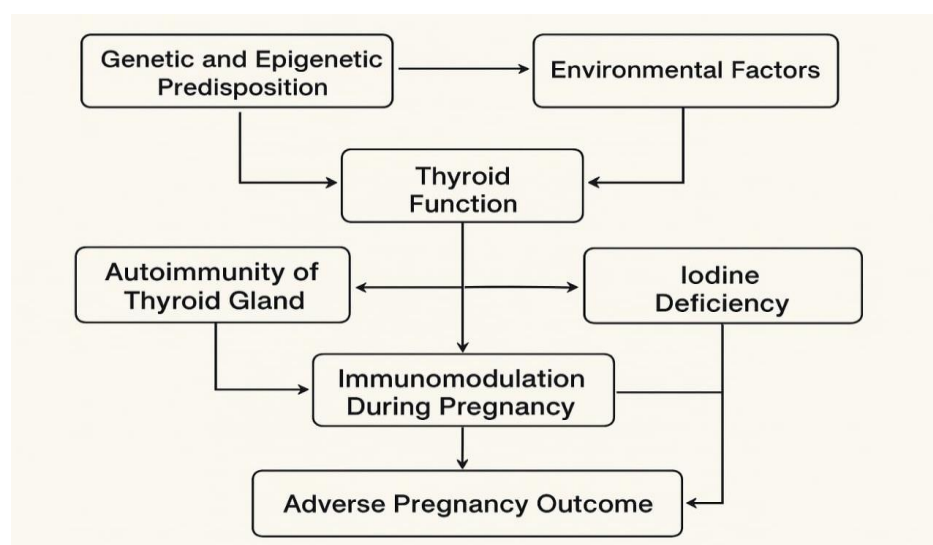 Genetic and Epigenetic
Predisposition
Environmental Factors
Thyroid
Function
Autoimmunity of
Thyroid Gland
Iodine
Deficiency
Immunomodulation
During Pregnancy
Adverse Pregnancy Outcome